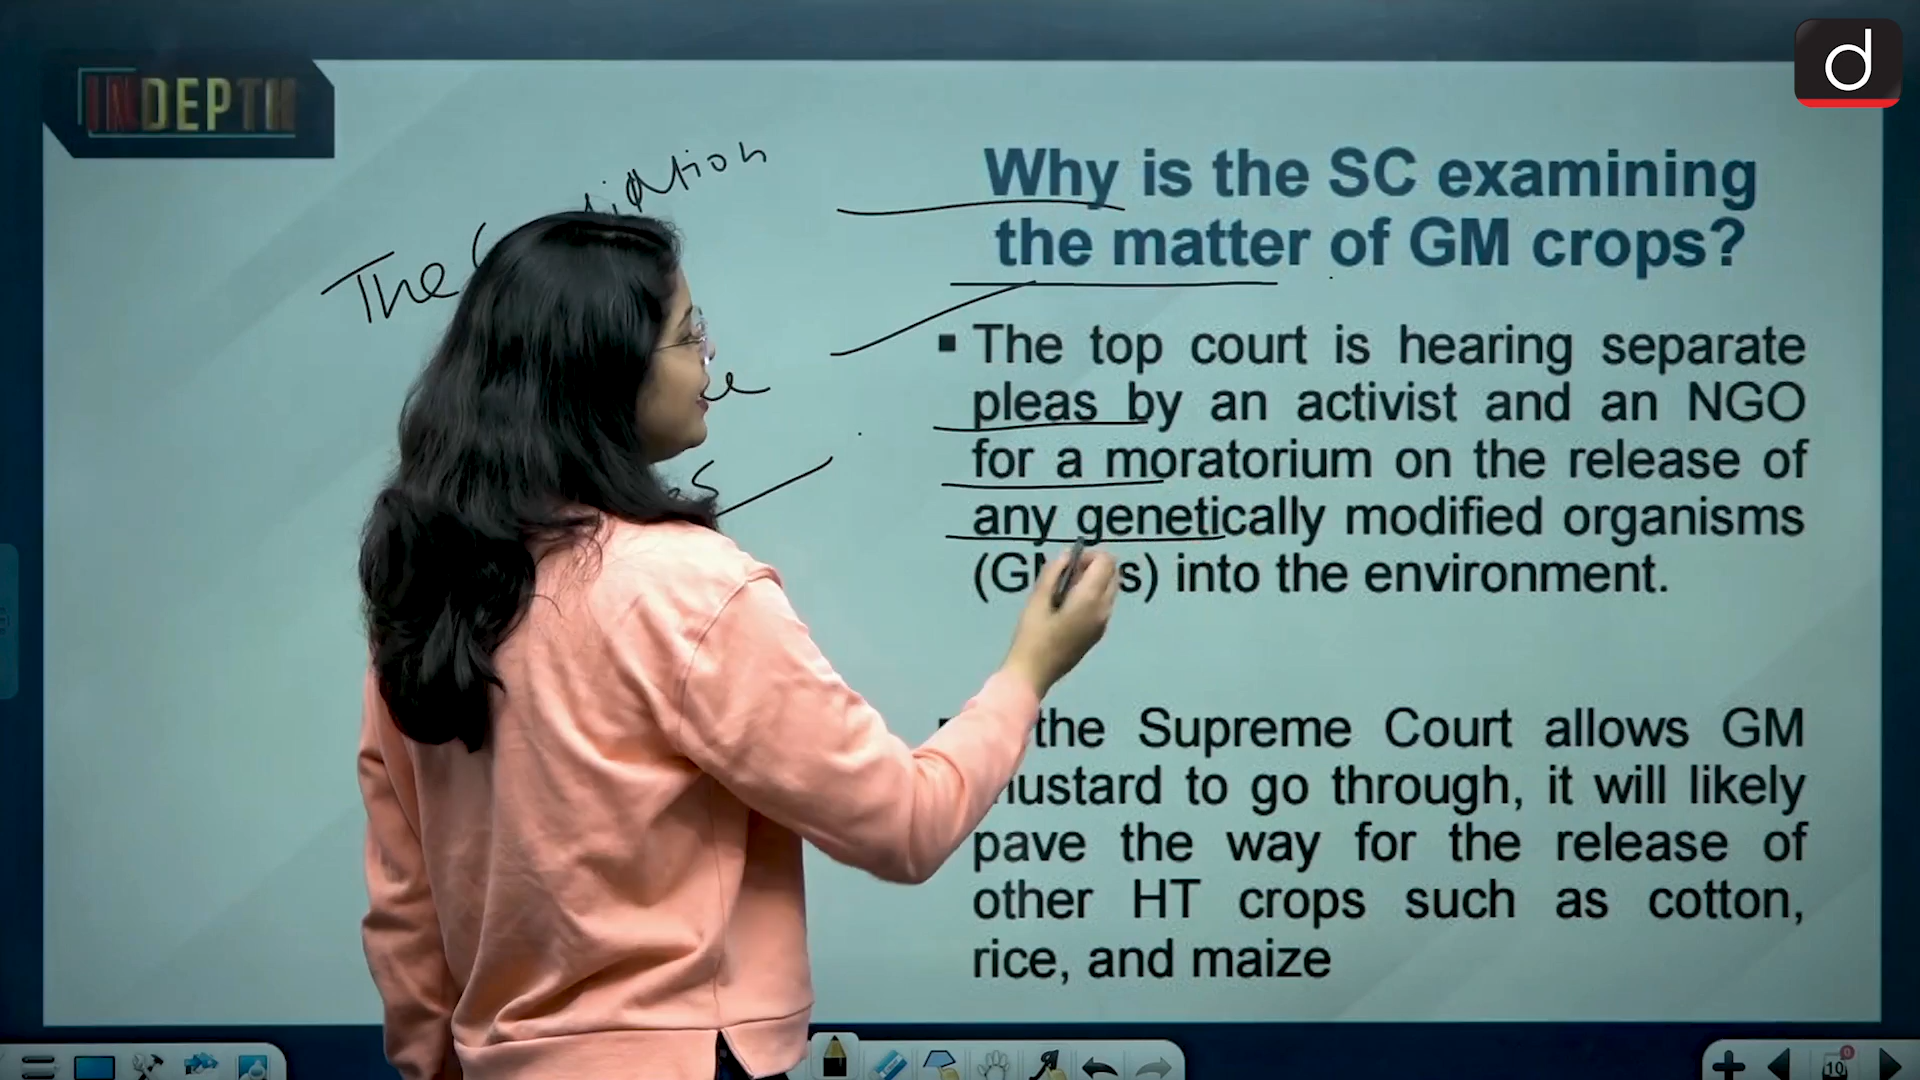 INDEPTH
d
Why is the SC examining
the matter of GM crops?
The
▪ The top court is hearing separate
pleas by an activist and an NGO
for a moratorium on the release of
any genetically modified organisms
into the environment.
the Supreme Court allows GM
to go through, it will likely
pave the way for the release of
other HT crops such as cotton,
rice, and maize
10